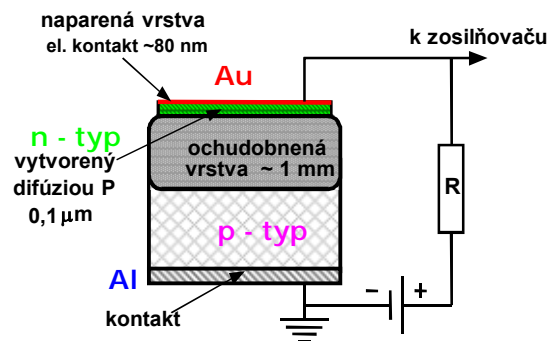 naparená vrstva
el. kontakt ~80 nm
Au
k zosilňovaču
n - typ
vytvorený
difúziou P
0,1 μm
ochudobnená
vrstva ~ 1 mm
R
p - typ
Al
kontakt
− +